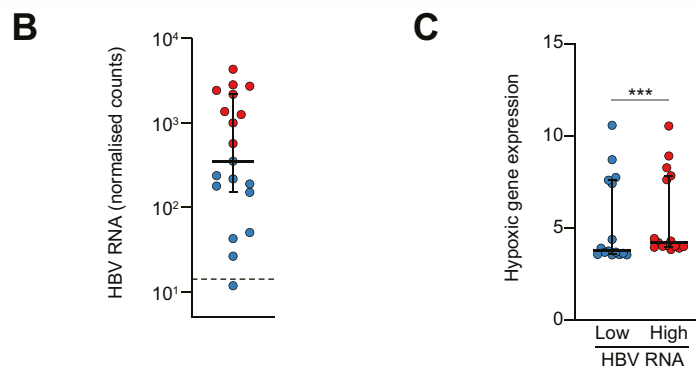 B
HBV RNA (normalised counts)
10⁴
10³
10²
10¹
C
Hypoxic gene expression
15
10
5
0
***
Low High
HBV RNA